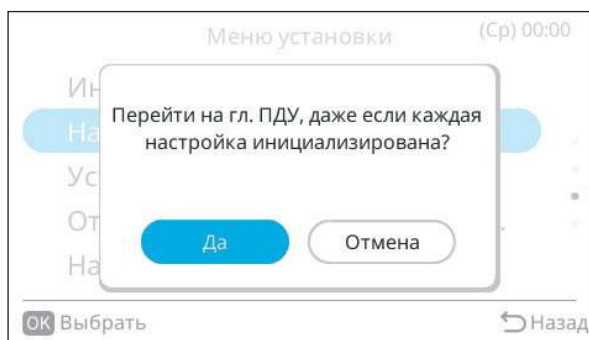 Меню установки (Ср) 00:00
Перейти на гл. ПДУ, даже если каждая
настройка инициализирована?
Да Отмена
OK Выбрать Назад